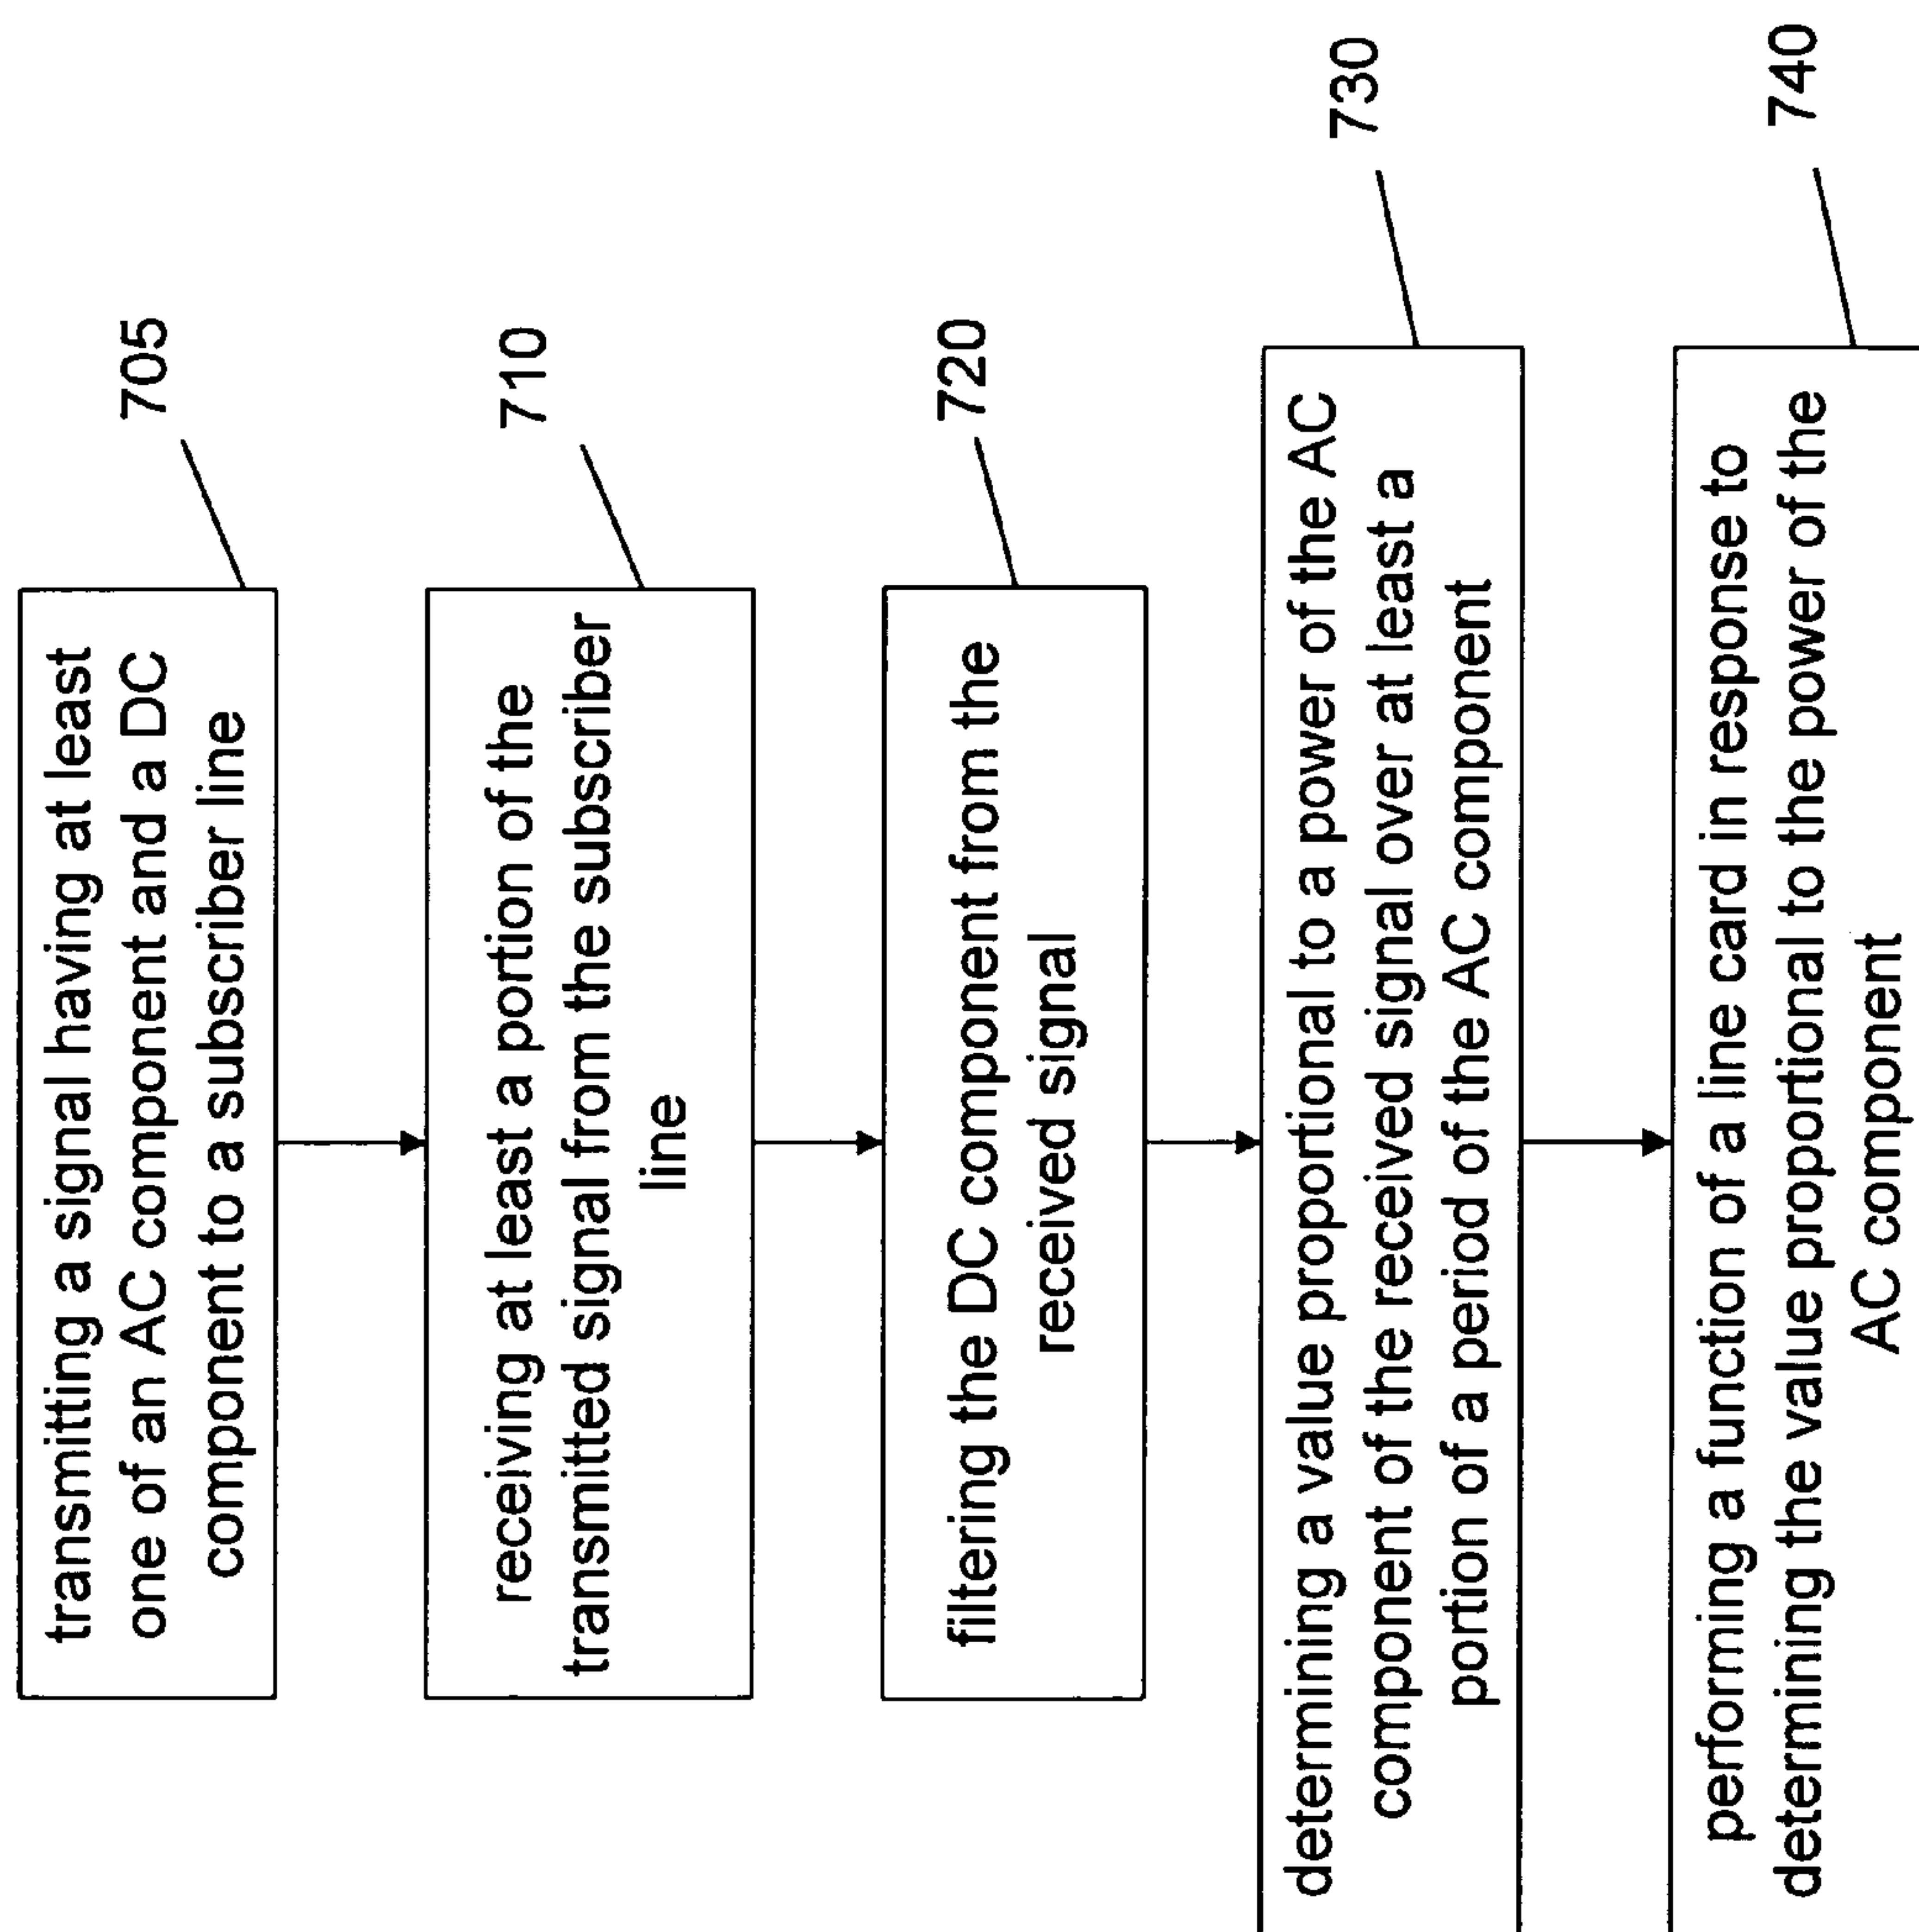 transmitting a signal having at least
one of an AC component and a DC
component to a subscriber line
705
receiving at least a portion of the
transmitted signal from the subscriber
line
710
filtering the DC component from the
received signal
720
determining a value proportional to a power of the AC
component of the received signal over at least a
portion of a period of the AC component
730
performing a function of a line card in response to
determining the value proportional to the power of the
AC component
740